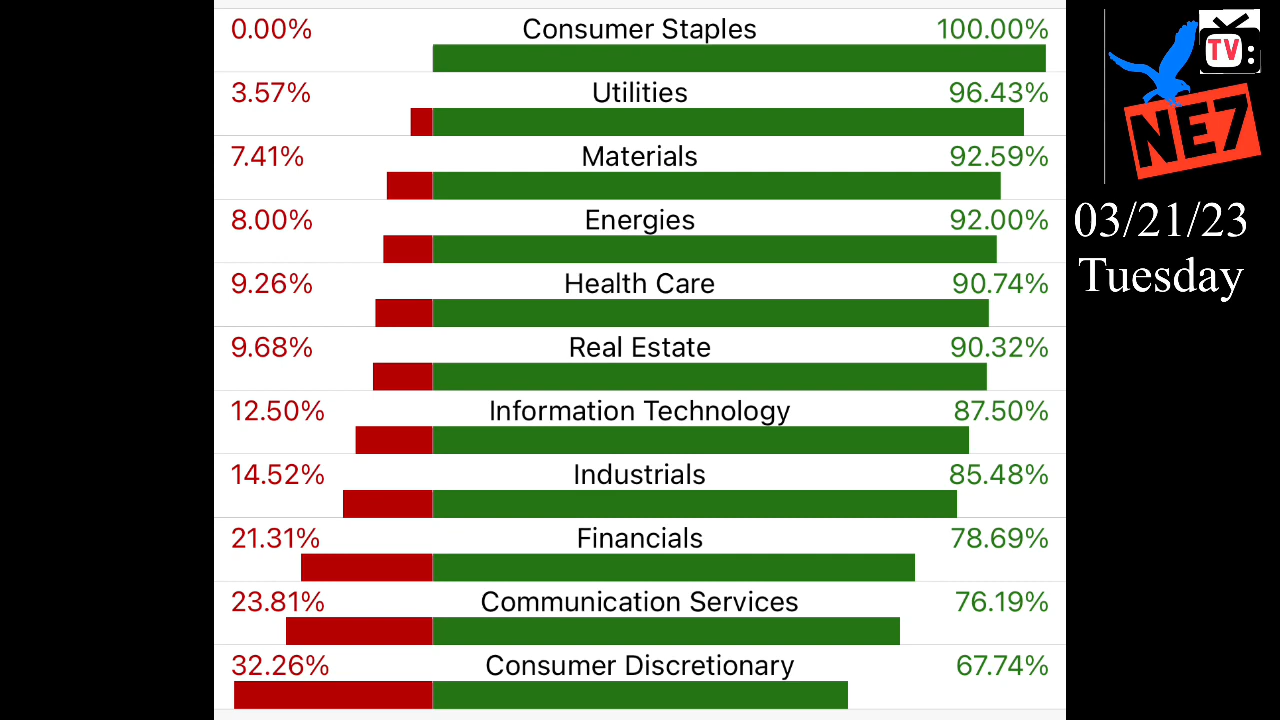 0.00% Consumer Staples 100.00%
3.57% Utilities 96.43%
7.41% Materials 92.59%
8.00% Energies 92.00%
9.26% Health Care 90.74%
9.68% Real Estate 90.32%
12.50% Information Technology 87.50%
14.52% Industrials 85.48%
21.31% Financials 78.69%
23.81% Communication Services 76.19%
32.26% Consumer Discretionary 67.74%
TV:
NE7
03/21/23
Tuesday